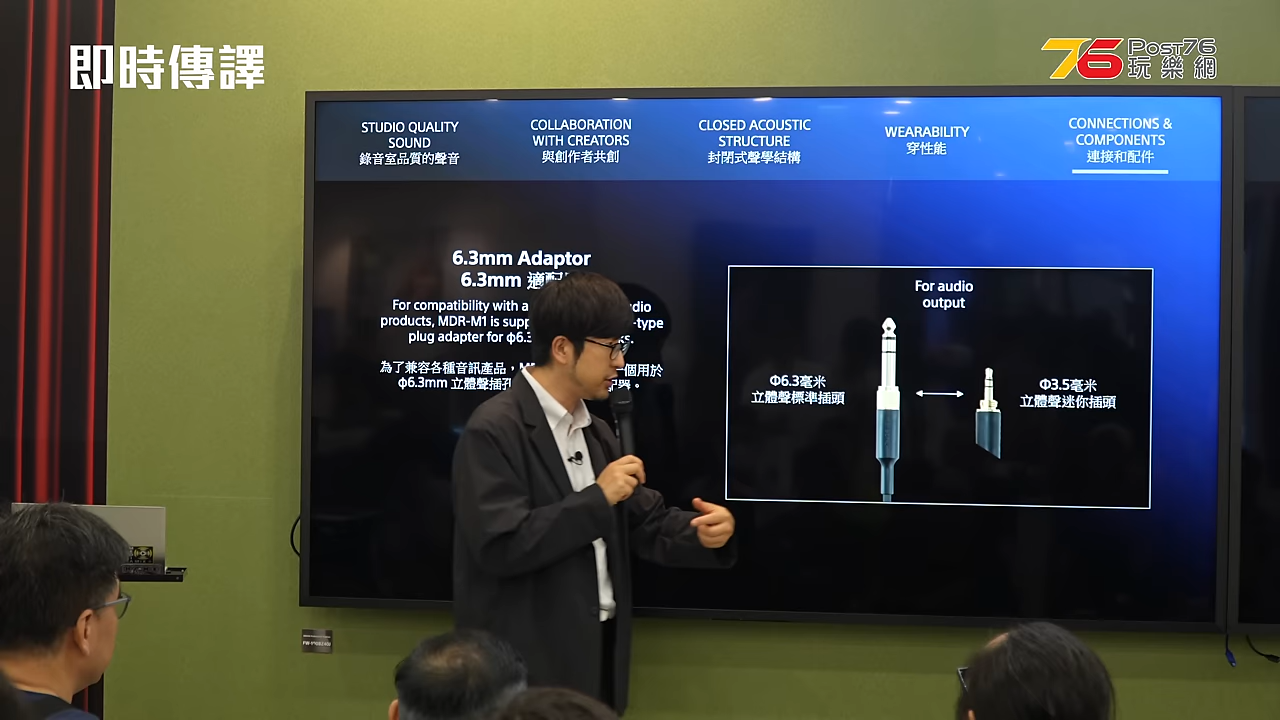 即時傳譯
76 Post76
玩樂網
STUDIO QUALITY
SOUND
錄音室品質的聲音
COLLABORATION
WITH CREATORS
與創作者共創
CLOSED ACOUSTIC
STRUCTURE
封閉式聲學結構
WEARABILITY
穿性能
CONNECTIONS &
COMPONENTS
連接和配件
6.3mm Adaptor
6.3mm 適配
For compatibility with a
products, MDR-M1 is -type
plug adapter for
為了兼容各種音訊產品， 一個用於
Φ6.3mm 立體聲插孔 器。
For audio
output
Φ6.3毫米
立體聲標準插頭
Φ3.5毫米
立體聲迷你插頭